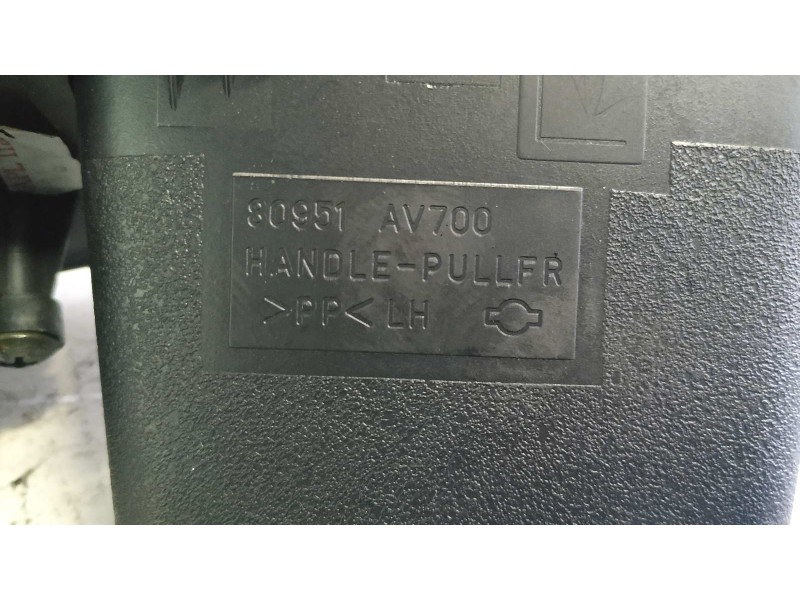 80951 AV700
HANDLE-PULLFR
>PP< LH